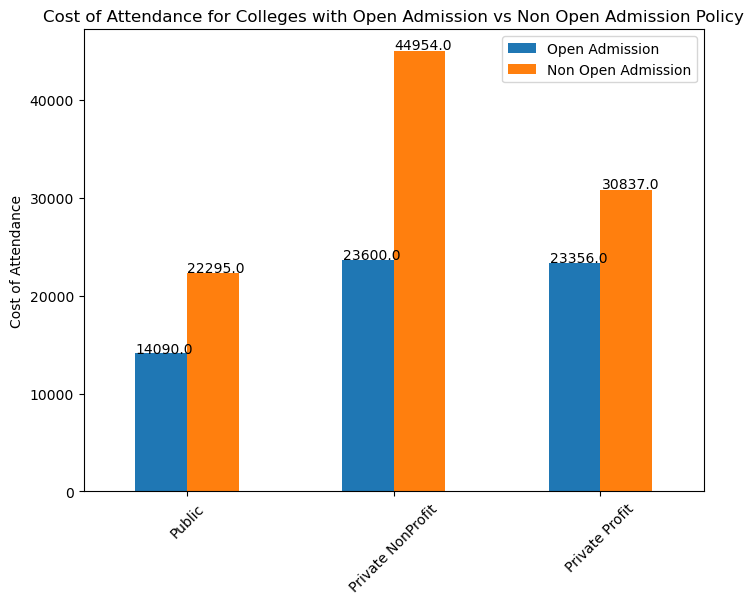 Cost of Attendance for Colleges with Open Admission vs Non Open Admission Policy
Open Admission
Non Open Admission
Cost of Attendance
40000
30000
20000
10000
0
14090.0
22295.0
23600.0
44954.0
23356.0
30837.0
Public
Private NonProfit
Private Profit